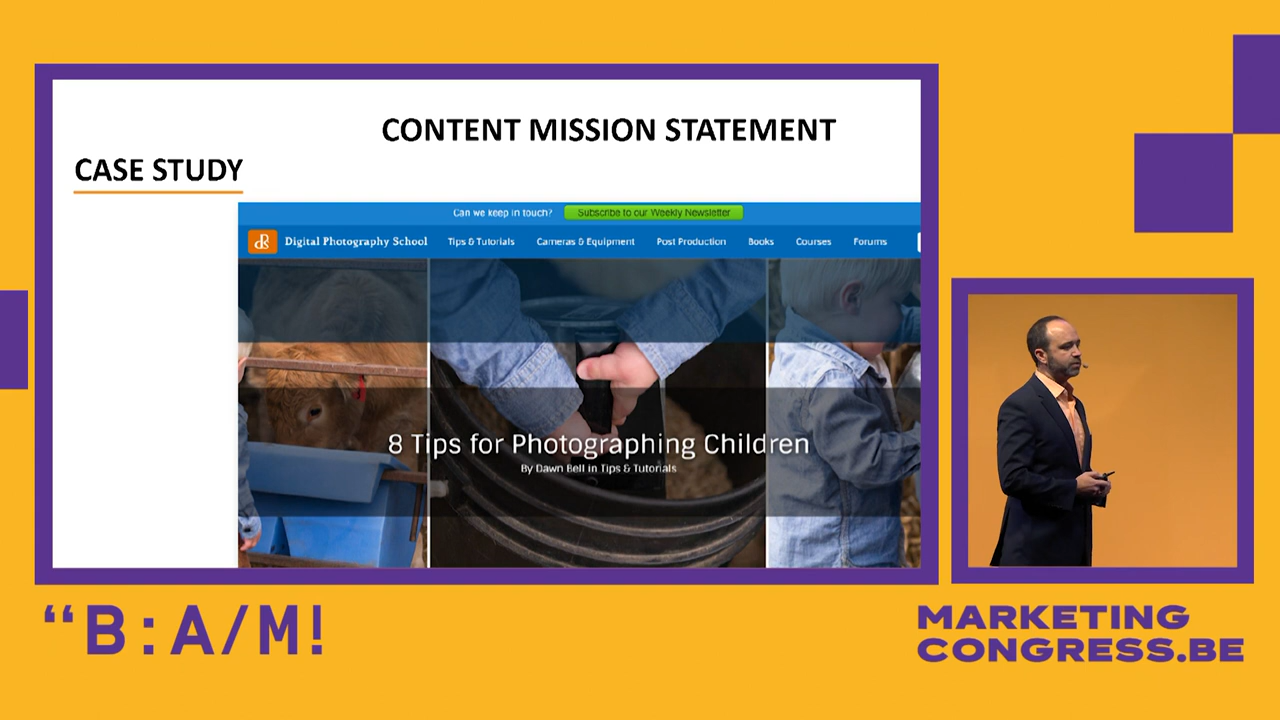 CONTENT MISSION STATEMENT
CASE STUDY
Can we keep in touch? Subscribe to our Weekly Newsletter
dR Digital Photography School Tips & Tutorials Cameras & Equipment Post Production Books Courses Forums
8 Tips for Photographing Children
By Dawn Bell in Tips & Tutorials
“B:A/M!
MARKETING
CONGRESS.BE